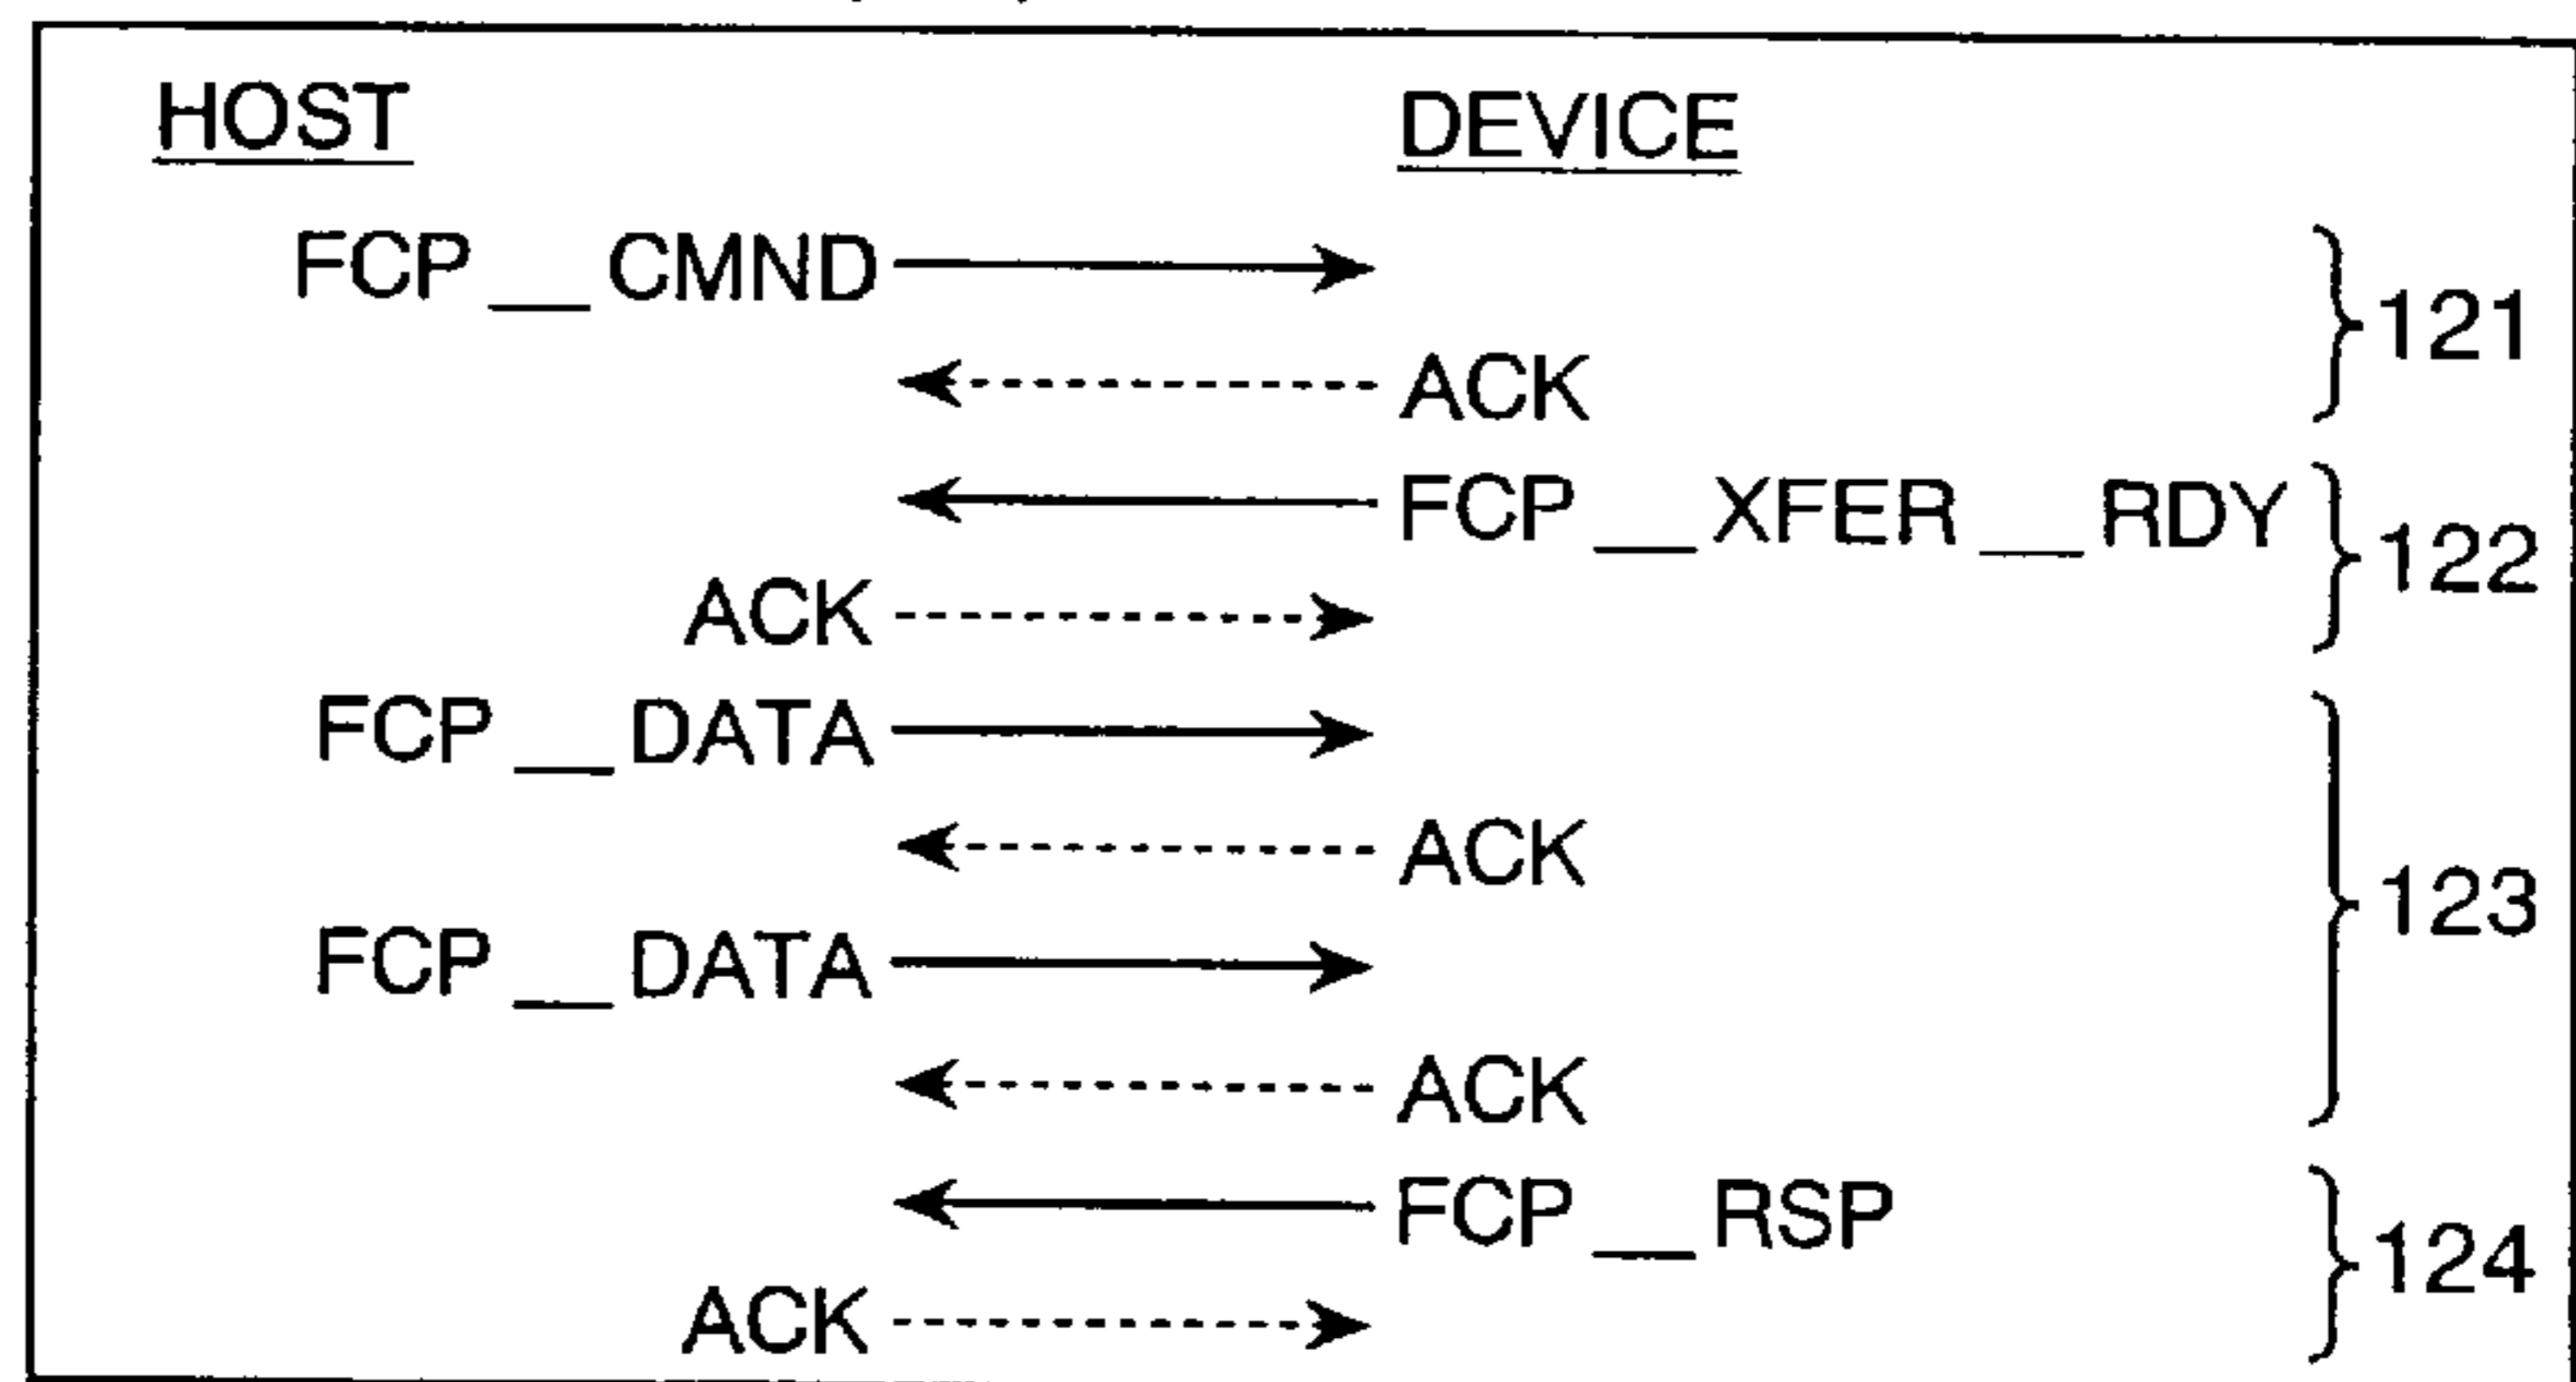 HOST DEVICE
FCP__CMND
121
ACK
FCP__XFER__RDY
122
ACK
FCP__DATA
ACK
123
FCP__DATA
ACK
FCP__RSP
124
ACK